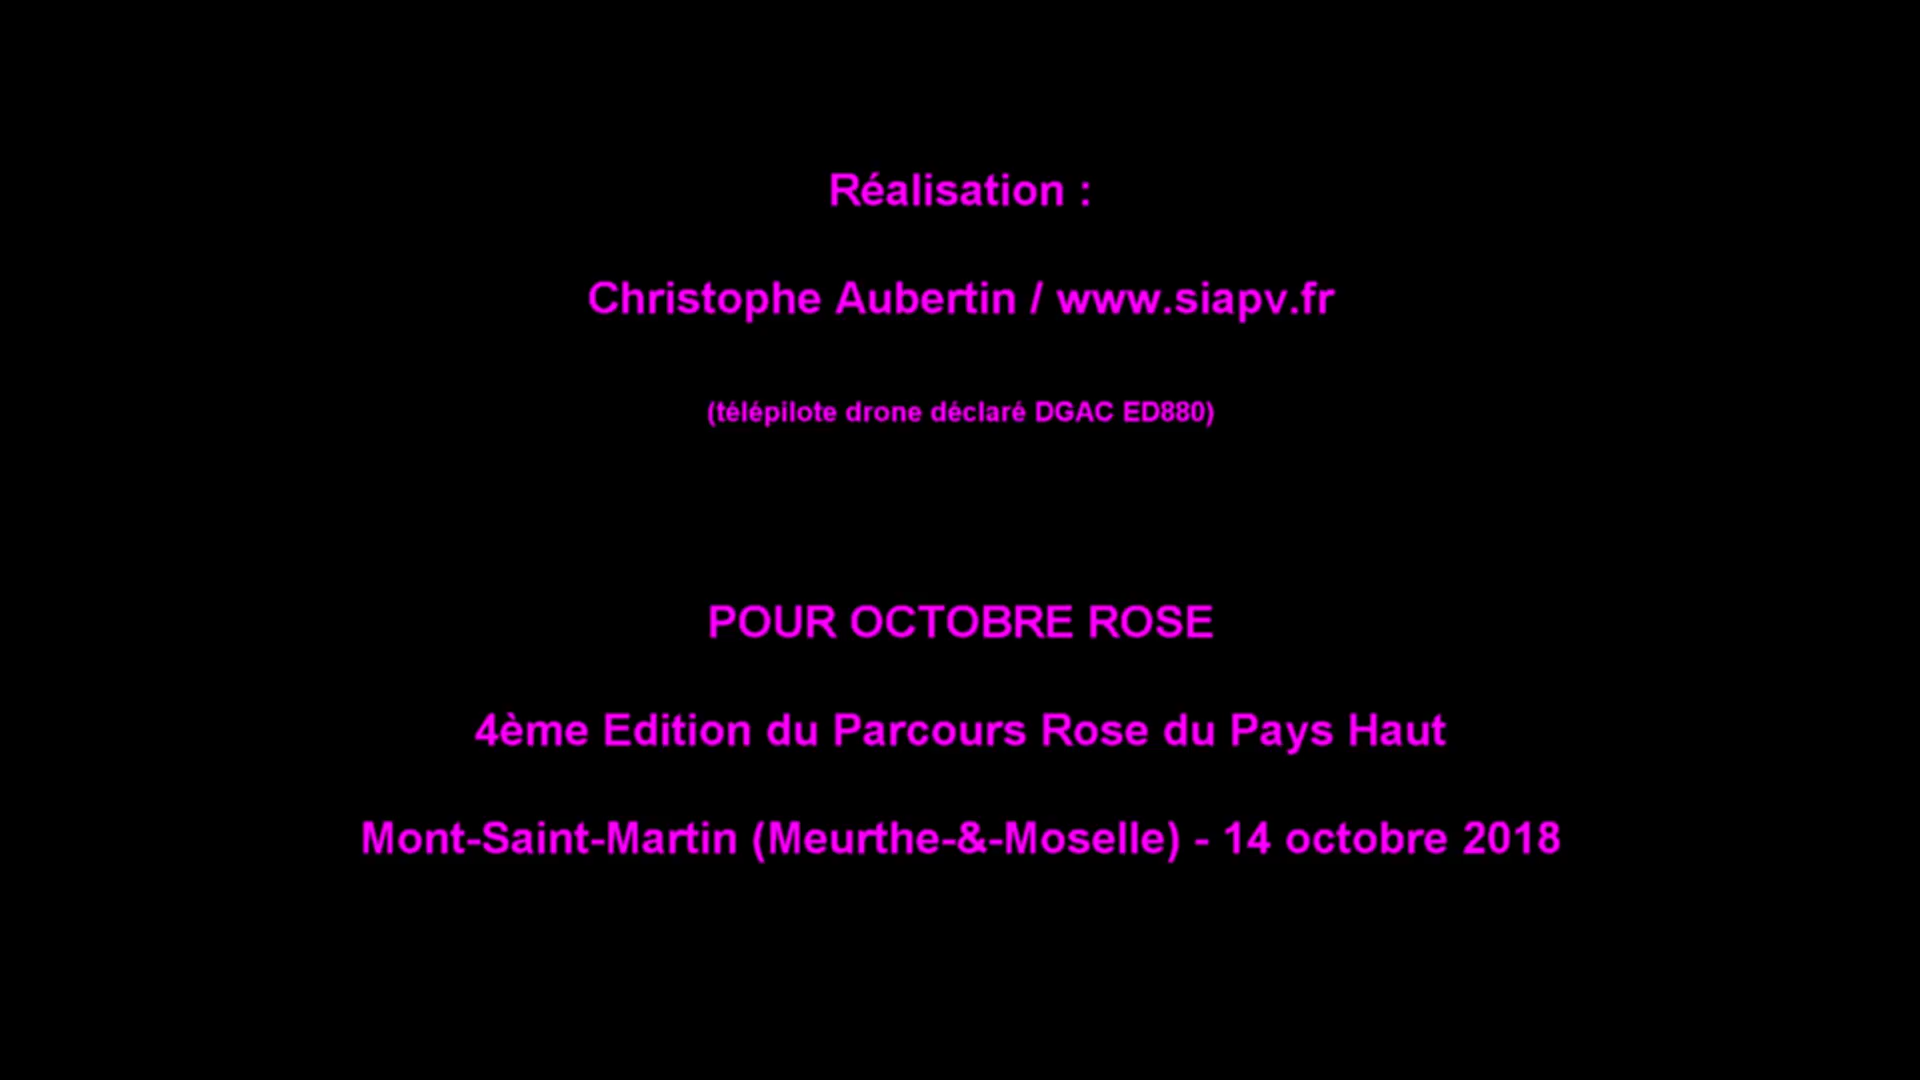 Réalisation :
Christophe Aubertin / www.siapv.fr
(télépilote drone déclaré DGAC ED880)
POUR OCTOBRE ROSE
4ème Edition du Parcours Rose du Pays Haut
Mont-Saint-Martin (Meurthe-&-Moselle) - 14 octobre 2018